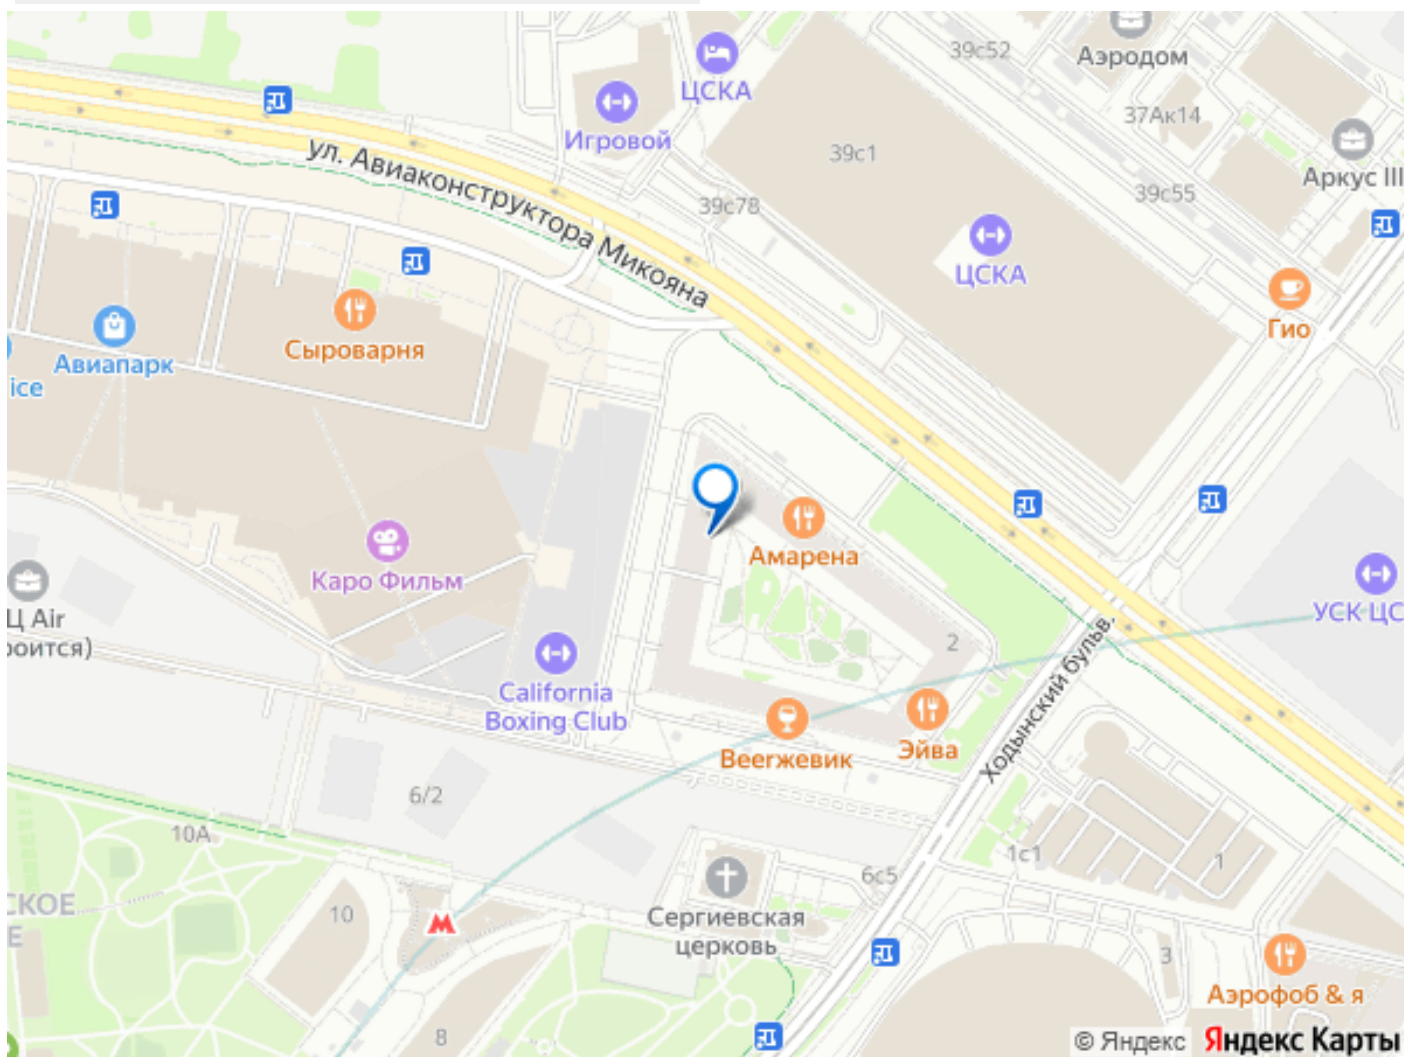 39с52
Аэродом
ЦСКА
Игровой
37Ак14
39с1
Аркус III
39с55
39с78
ул. Авиаконструктора Микояна
ЦСКА
Гио
Авиапарк
Сыроварня
ice
Амарена
Каро Фильм
Ц Air
роится)
УСК ЦС
2
California
Boxing Club
Ходынский бульв.
Beerжевик
Эйва
6/2
10А
1с1
1
6с5
СКОЕ
Е
10
Сергиевская
церковь
3
Аэрофоб & я
8
© Яндекс Яндекс Карты